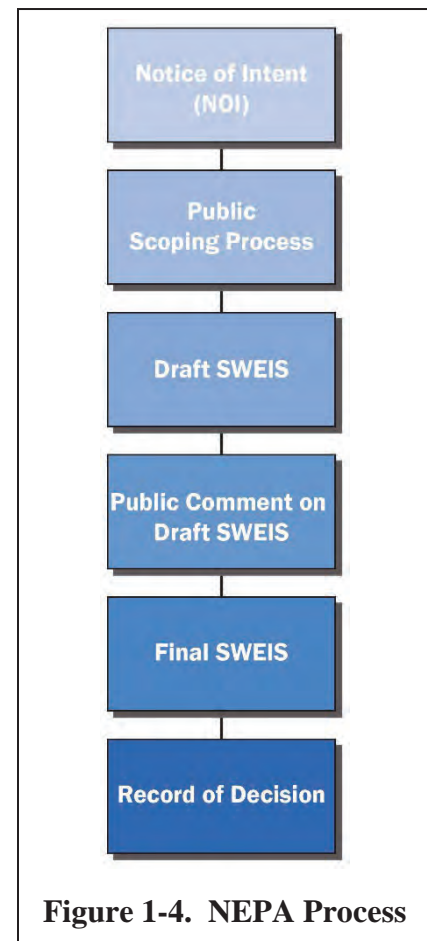 Notice of Intent
(NOI)
Public
Scoping Process
Draft SWEIS
Public Comment on
Draft SWEIS
Final SWEIS
Record of Decision
Figure 1-4. NEPA Process